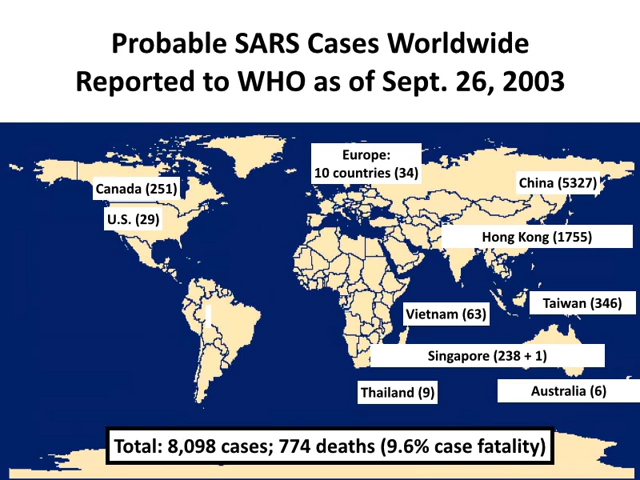 Probable SARS Cases Worldwide
Reported to WHO as of Sept. 26, 2003
Europe:
10 countries (34)
Canada (251)
China (5327)
U.S. (29)
Hong Kong (1755)
Taiwan (346)
Vietnam (63)
Singapore (238 + 1)
Thailand (9)
Australia (6)
Total: 8,098 cases; 774 deaths (9.6% case fatality)